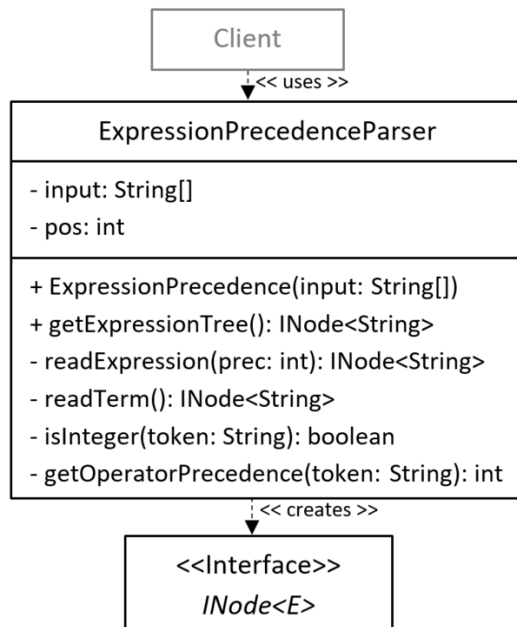 Client
<< uses >>
ExpressionPrecedenceParser
- input: String[]
- pos: int
+ ExpressionPrecedence(input: String[])
+ getExpressionTree(): INode<String>
- readExpression(prec: int): INode<String>
- readTerm(): INode<String>
- isInteger(token: String): boolean
- getOperatorPrecedence(token: String): int
<< creates >>
<<Interface>>
INode<E>